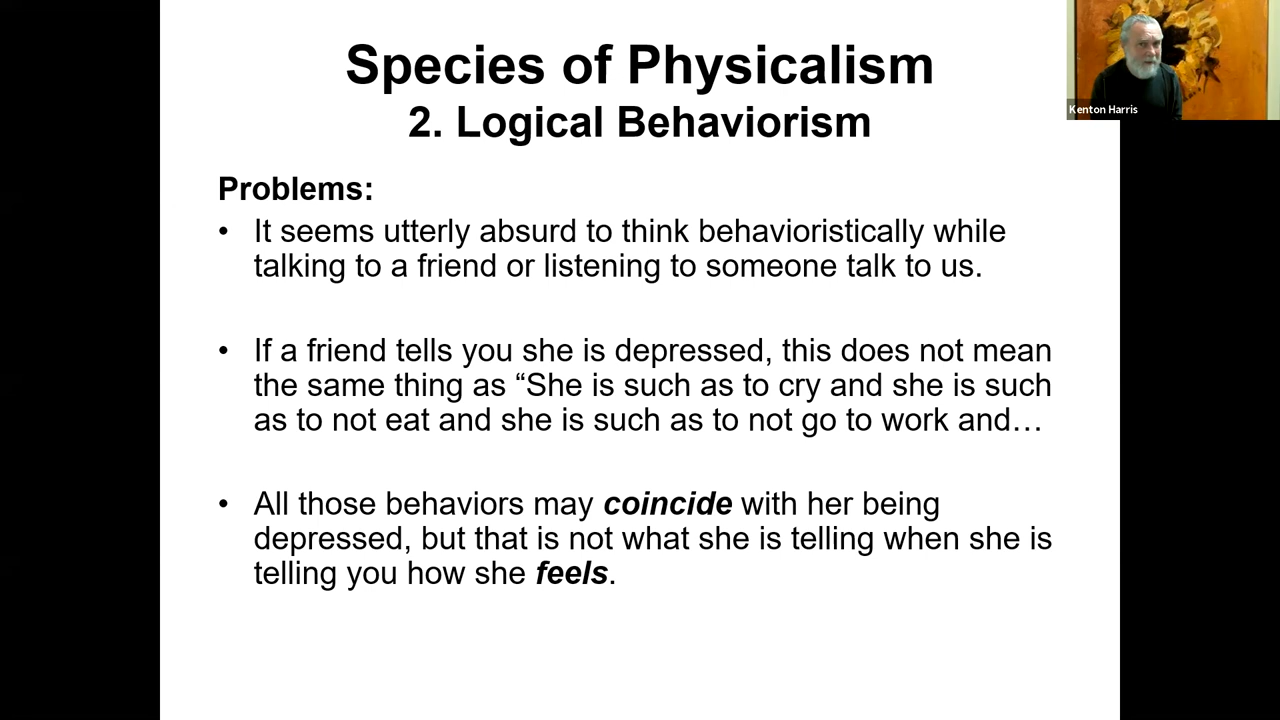 Species of Physicalism
2. Logical Behaviorism
Kenton Harris
Problems:
• It seems utterly absurd to think behavioristically while
talking to a friend or listening to someone talk to us.
• If a friend tells you she is depressed, this does not mean
the same thing as “She is such as to cry and she is such
as to not eat and she is such as to not go to work and…
• All those behaviors may coincide with her being
depressed, but that is not what she is telling when she is
telling you how she feels.